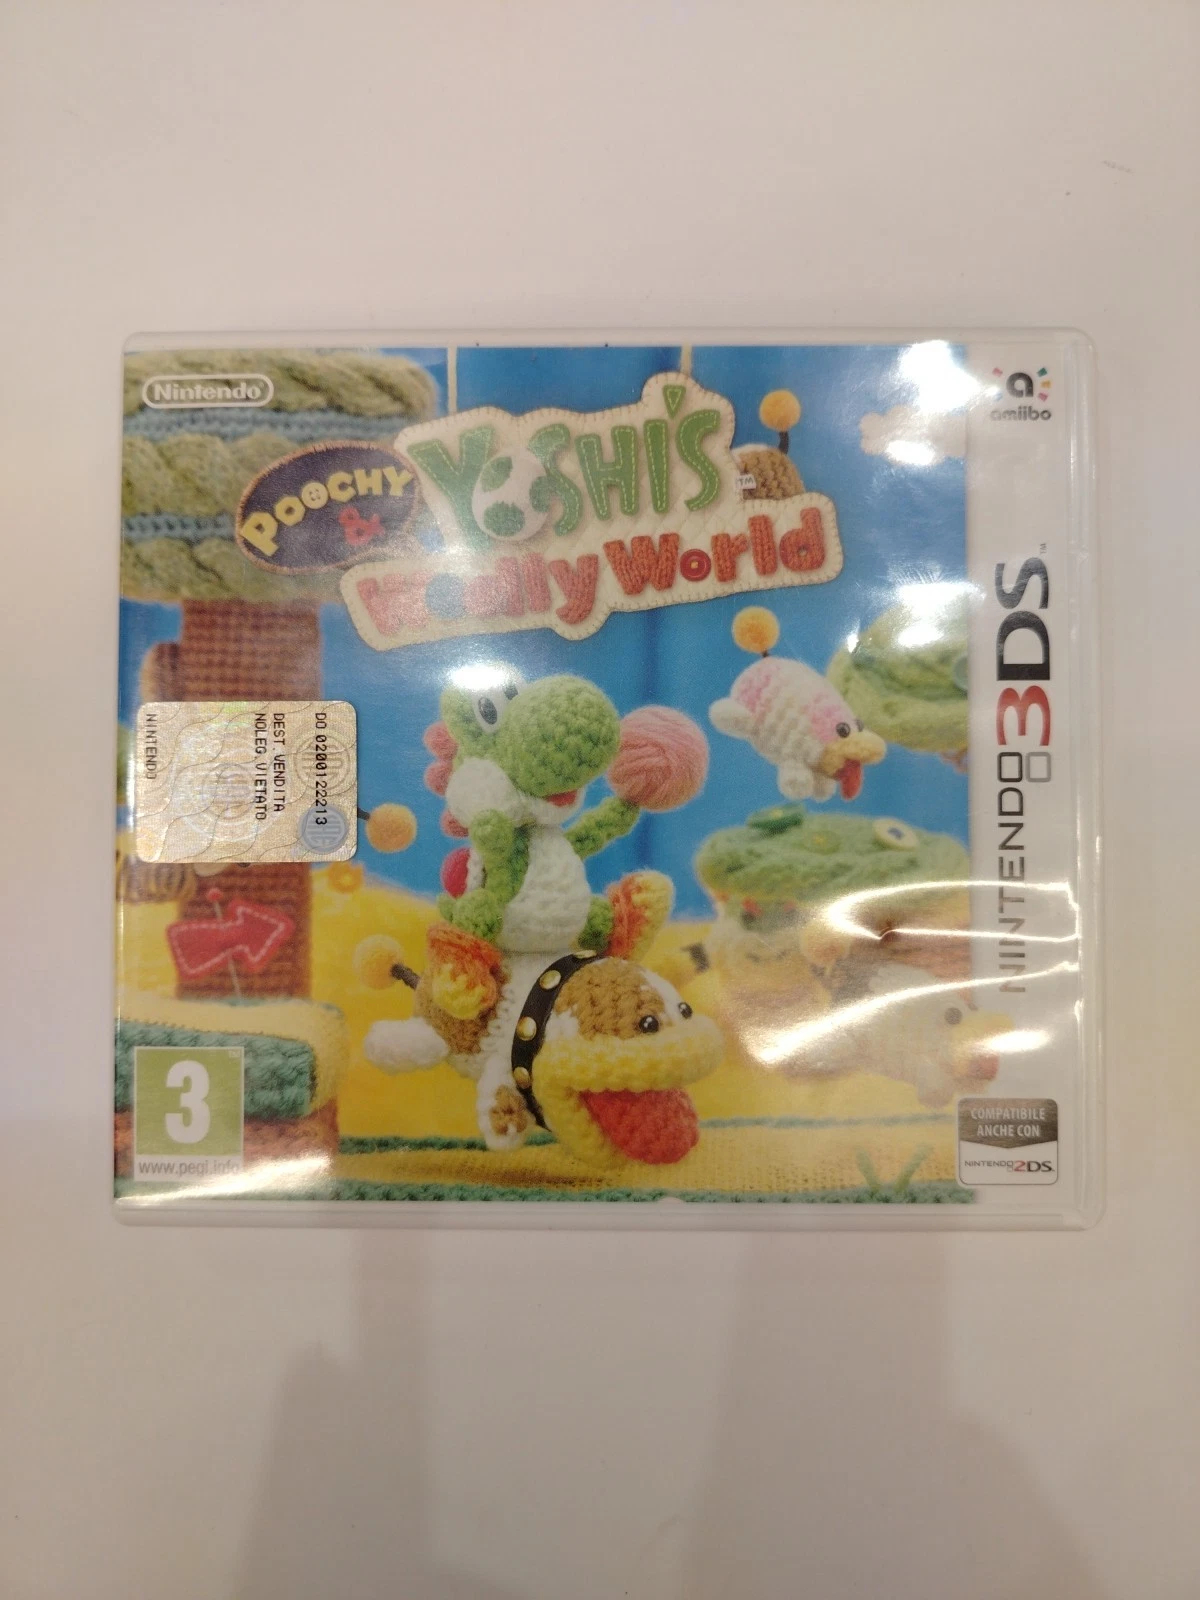 Nintendo
amiibo
POOCHY
&
YOSHI'S
TM
Woolly World
NINTENDO 3DS
TM
DO 0200122213
DEST.VENDITA
NOLEG.VIETATO
NINTENDO
3
www.pegi.info
COMPATIBILE
ANCHE CON
NINTENDO 2DS